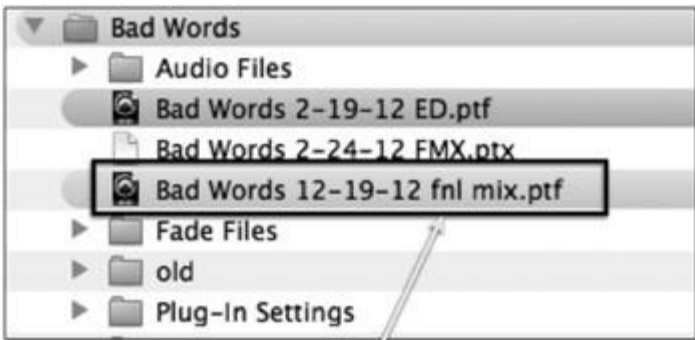 Bad Words
Audio Files
Bad Words 2-19-12 ED.ptf
Bad Words 2-24-12 FMX.ptx
Bad Words 12-19-12 fnl mix.ptf
Fade Files
old
Plug-In Settings